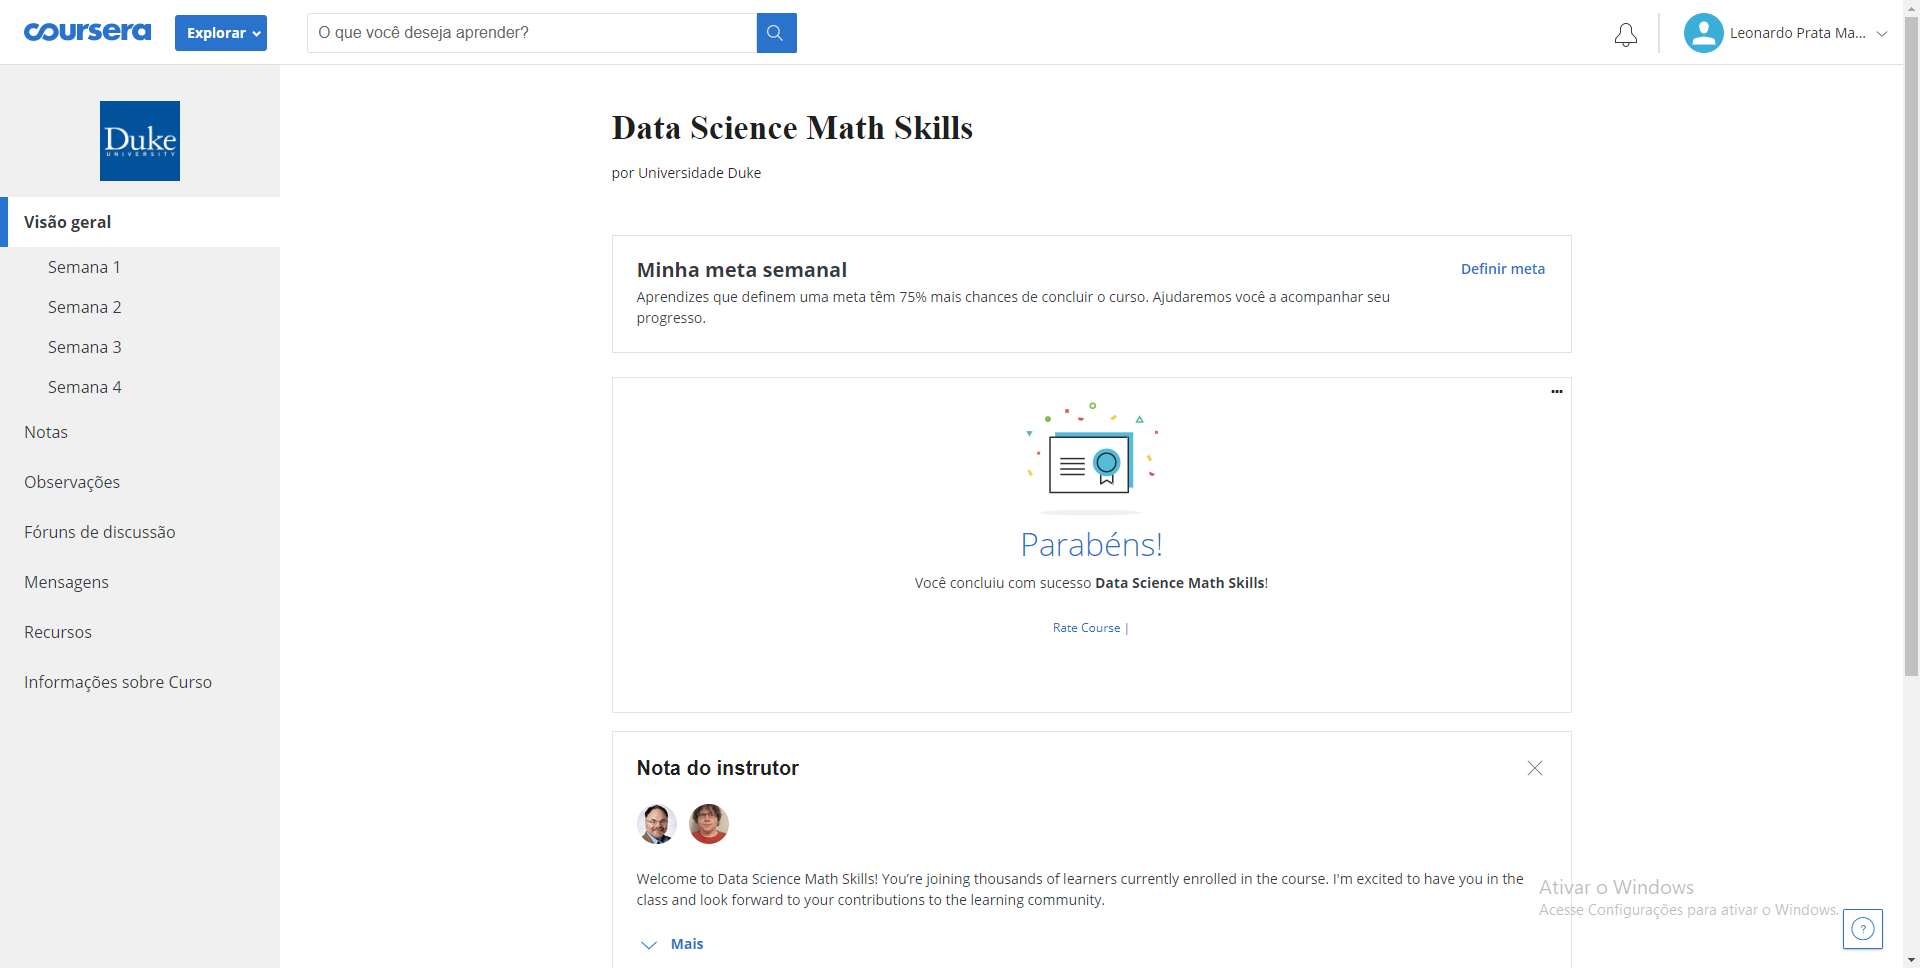 coursera
Explorar
O que você deseja aprender?
Leonardo Prata Ma...
Duke
UNIVERSITY
Visão geral
Semana 1
Semana 2
Semana 3
Semana 4
Notas
Observações
Fóruns de discussão
Mensagens
Recursos
Informações sobre Curso
Data Science Math Skills
por Universidade Duke
Minha meta semanal
Definir meta
Aprendizes que definem uma meta têm 75% mais chances de concluir o curso. Ajudaremos você a acompanhar seu
progresso.
Parabéns!
Você concluiu com sucesso Data Science Math Skills!
Rate Course |
Nota do instrutor
Welcome to Data Science Math Skills! You’re joining thousands of learners currently enrolled in the course. I'm excited to have you in the
class and look forward to your contributions to the learning community.
Mais
Ativar o Windows
Acesse Configurações para ativar o Windows.
?